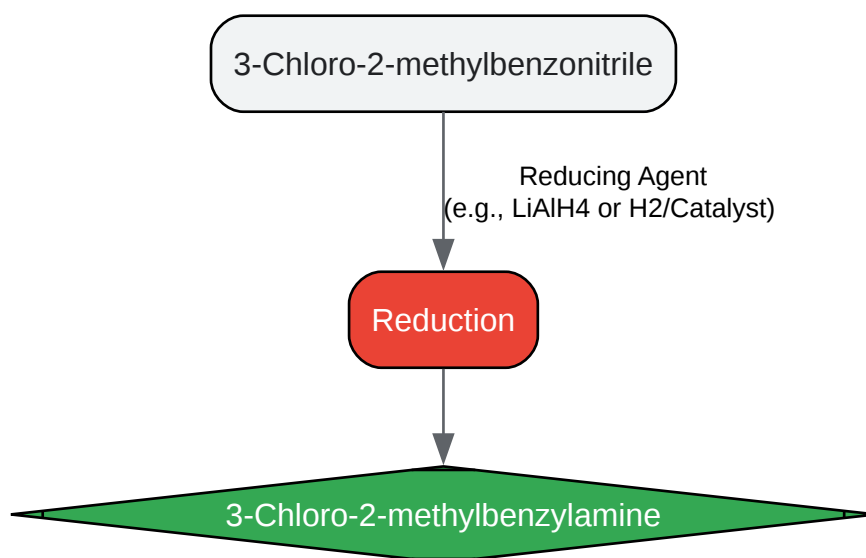 3-Chloro-2-methylbenzonitrile
Reducing Agent
(e.g., LiAlH4 or H2/Catalyst)
Reduction
3-Chloro-2-methylbenzylamine